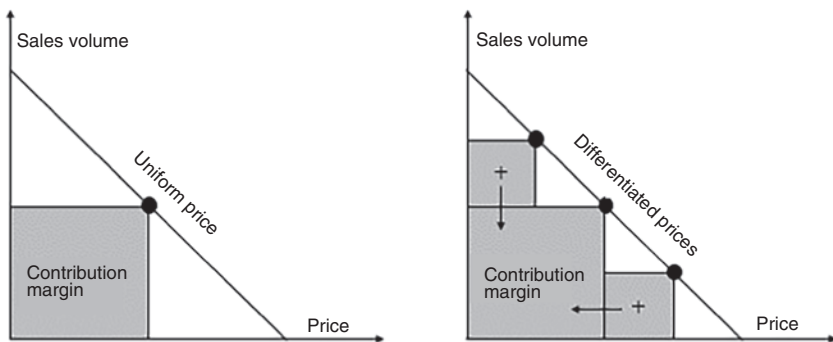 Sales volume
Uniform price
Contribution
margin
Price
Sales volume
Differentiated prices
+
Contribution
margin
+
Price